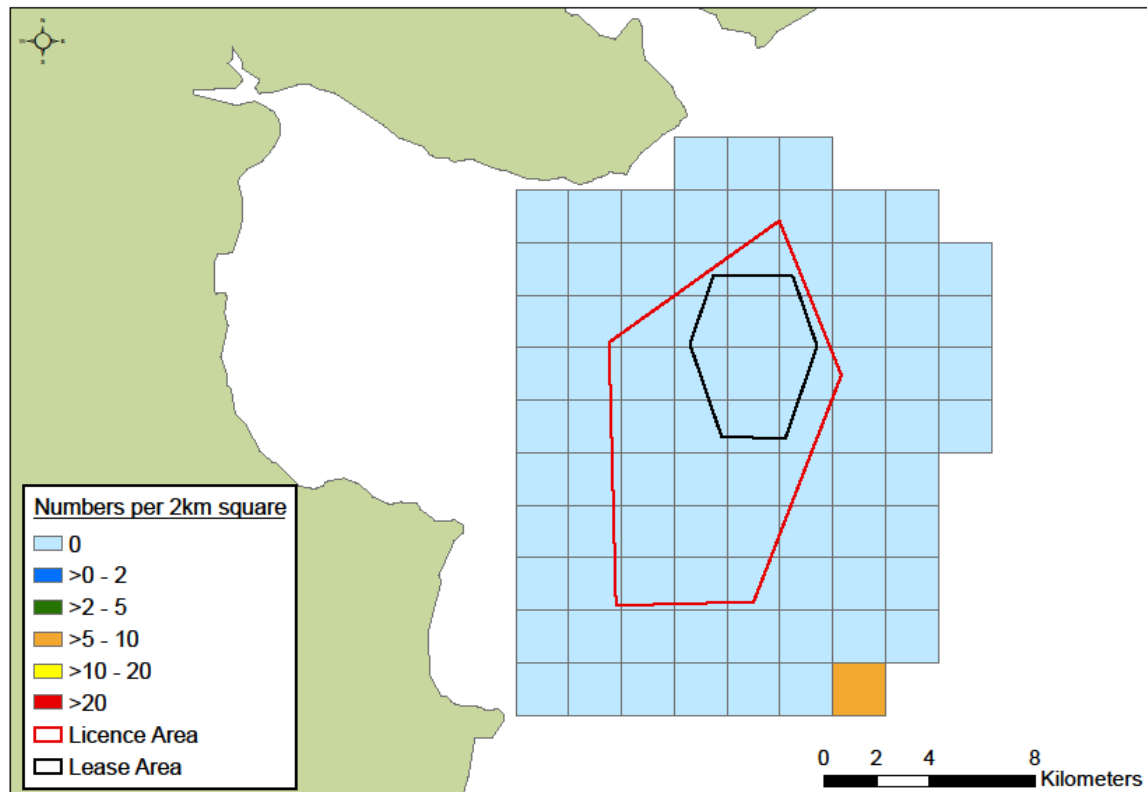 N
W E
S
Numbers per 2km square
0
>0 - 2
>2 - 5
>5 - 10
>10 - 20
>20
Licence Area
Lease Area
0 2 4 8
Kilometers